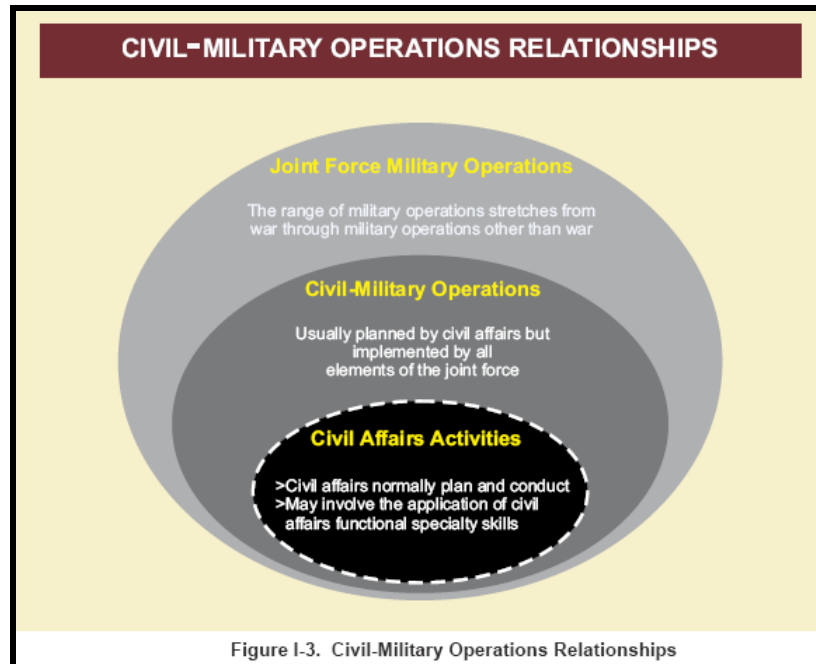 CIVIL-MILITARY OPERATIONS RELATIONSHIPS
Joint Force Military Operations
The range of military operations stretches from
war through military operations other than war
Civil-Military Operations
Usually planned by civil affairs but
implemented by all
elements of the joint force
Civil Affairs Activities
>Civil affairs normally plan and conduct
>May involve the application of civil
affairs functional specialty skills
Figure I-3. Civil-Military Operations Relationships